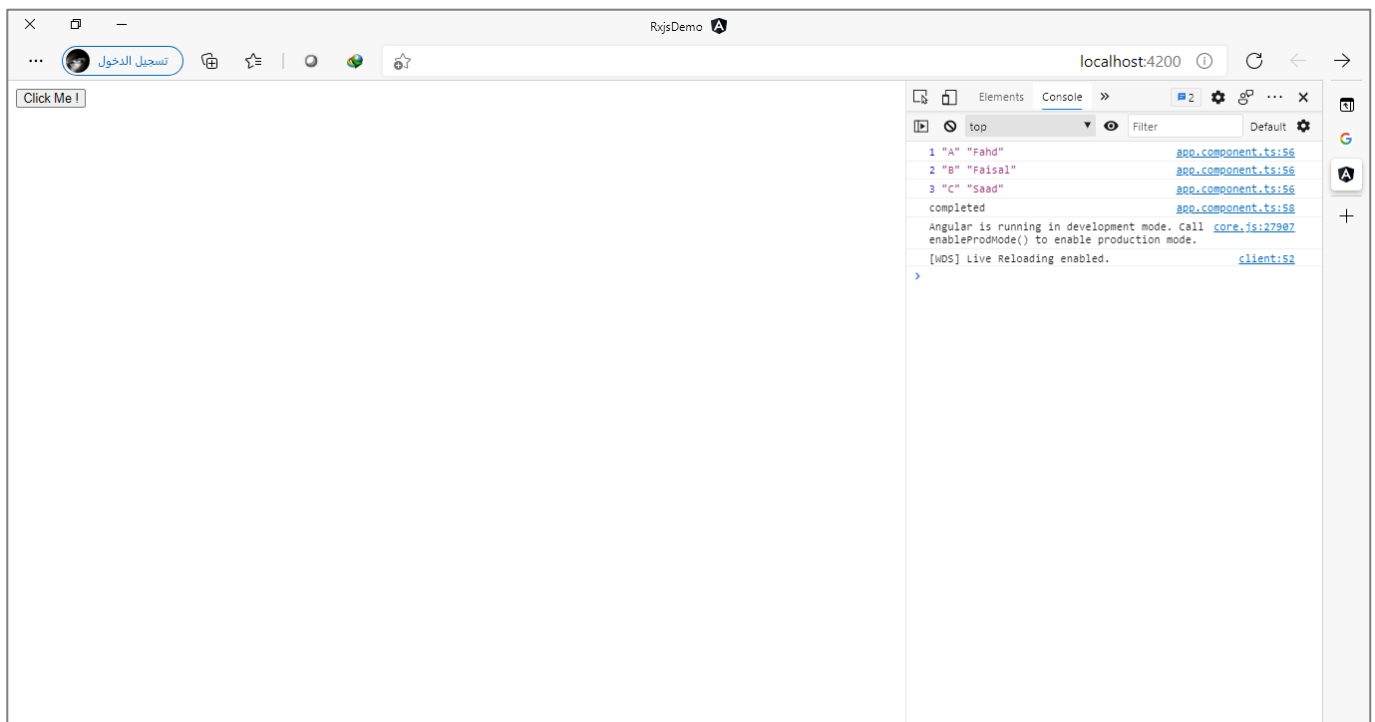 RxjsDemo
تسجيل الدخول
localhost:4200
Click Me !
Elements Console » 2
top Filter Default
1 "A" "Fahd" app.component.ts:56
2 "B" "Faisal" app.component.ts:56
3 "C" "Saad" app.component.ts:56
completed app.component.ts:58
Angular is running in development mode. Call core.js:27907
enableProdMode() to enable production mode.
[WDS] Live Reloading enabled. client:52